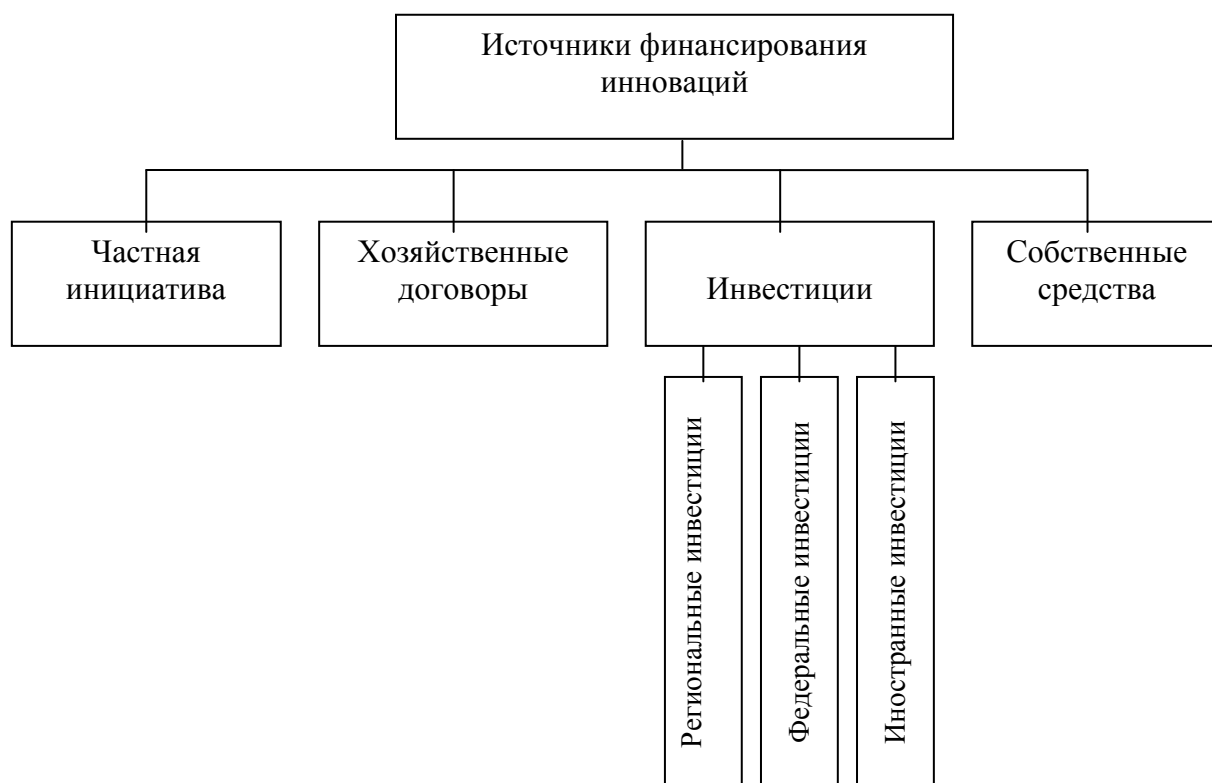 Источники финансирования
инноваций
Частная
инициатива
Хозяйственные
договоры
Инвестиции
Собственные
средства
Региональные инвестиции
Федеральные инвестиции
Иностранные инвестиции